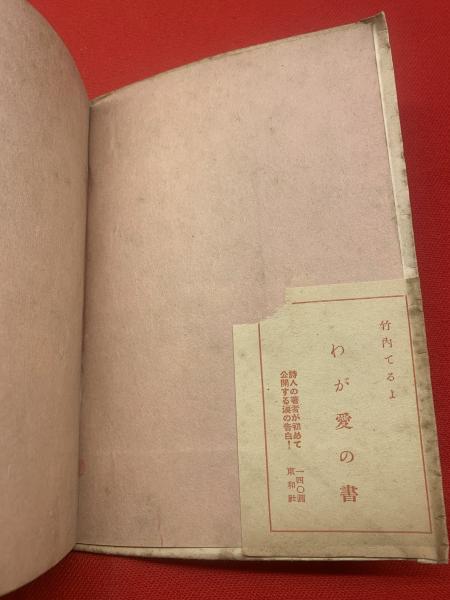 竹内てるよ
わが愛の書
詩人の著者が初めて
公開する涙の告白!
一四〇圓
東和社